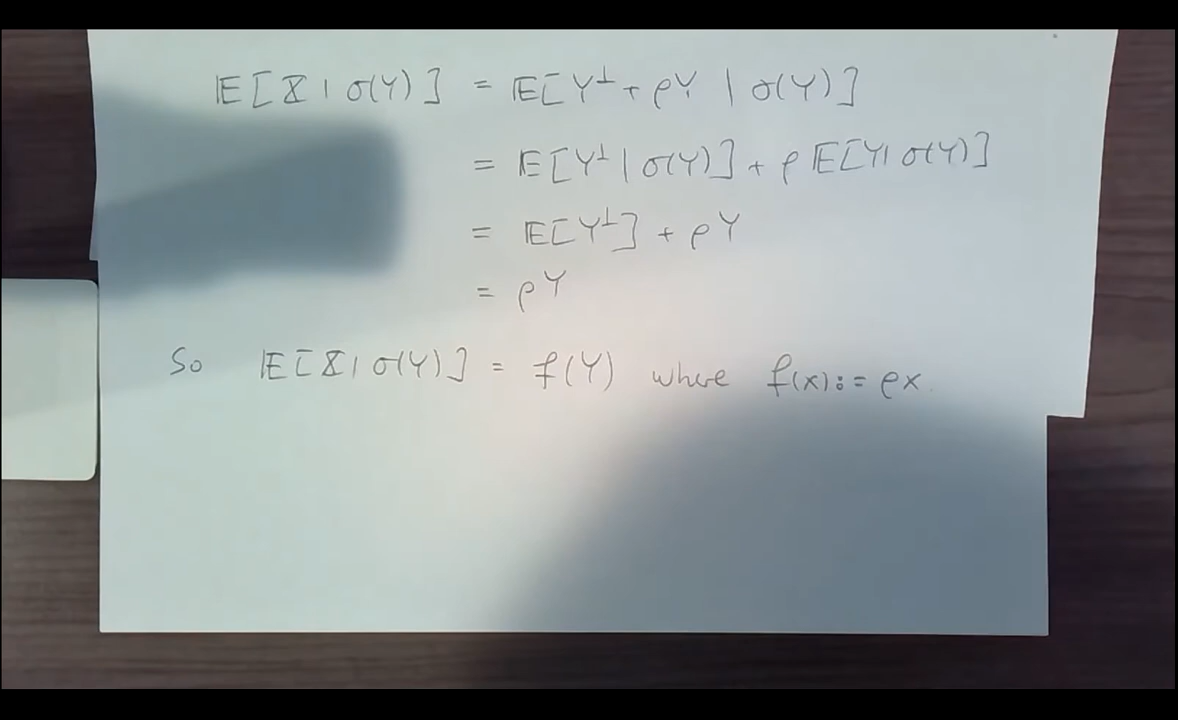 𝔼[X | σ(Y)] = 𝔼[Y⊥ + ρY | σ(Y)]
= 𝔼[Y⊥ | σ(Y)] + ρ 𝔼[Y | σ(Y)]
= 𝔼[Y⊥] + ρY
= ρY
So 𝔼[X | σ(Y)] = f(Y) where f(x) := ρx.